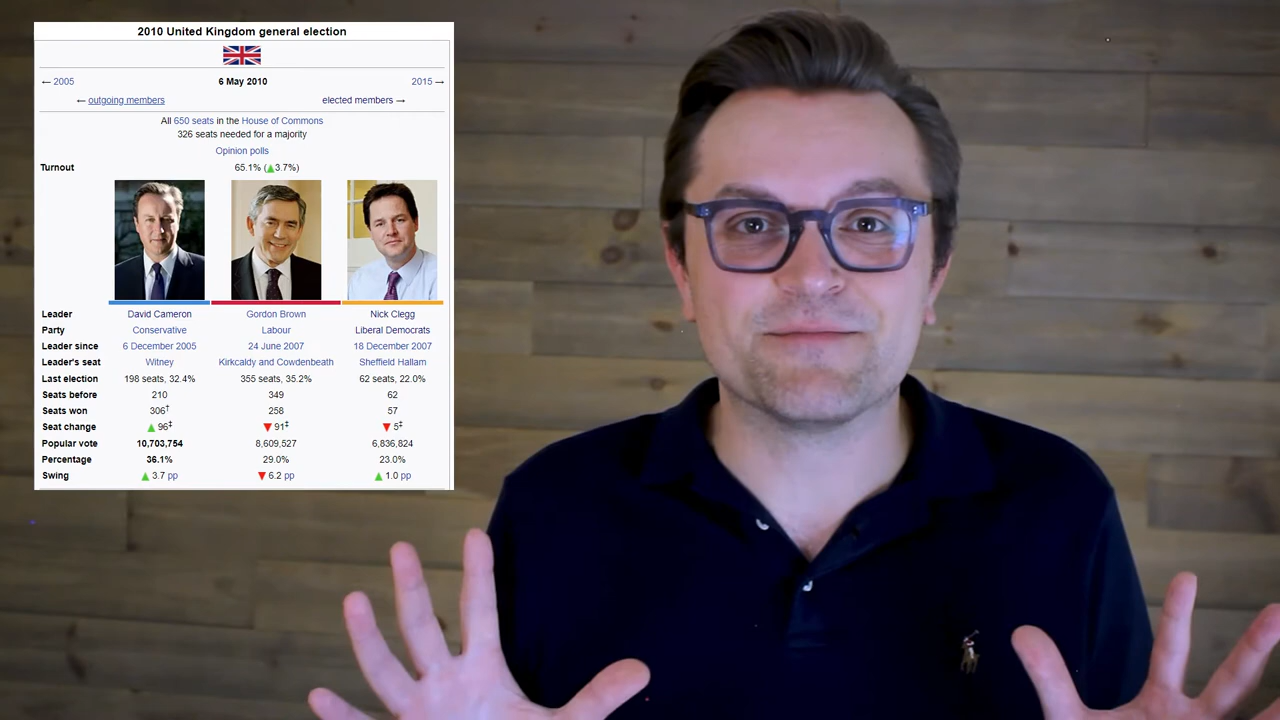 2010 United Kingdom general election
← 2005 6 May 2010 2015 →
← outgoing members elected members →
All 650 seats in the House of Commons
326 seats needed for a majority
Opinion polls
Turnout 65.1% (▲3.7%)
Leader David Cameron Gordon Brown Nick Clegg
Party Conservative Labour Liberal Democrats
Leader since 6 December 2005 24 June 2007 18 December 2007
Leader's seat Witney Kirkcaldy and Cowdenbeath Sheffield Hallam
Last election 198 seats, 32.4% 355 seats, 35.2% 62 seats, 22.0%
Seats before 210 349 62
Seats won 306† 258 57
Seat change ▲ 96‡ ▼ 91‡ ▼ 5‡
Popular vote 10,703,754 8,609,527 6,836,824
Percentage 36.1% 29.0% 23.0%
Swing ▲ 3.7 pp ▼ 6.2 pp ▲ 1.0 pp